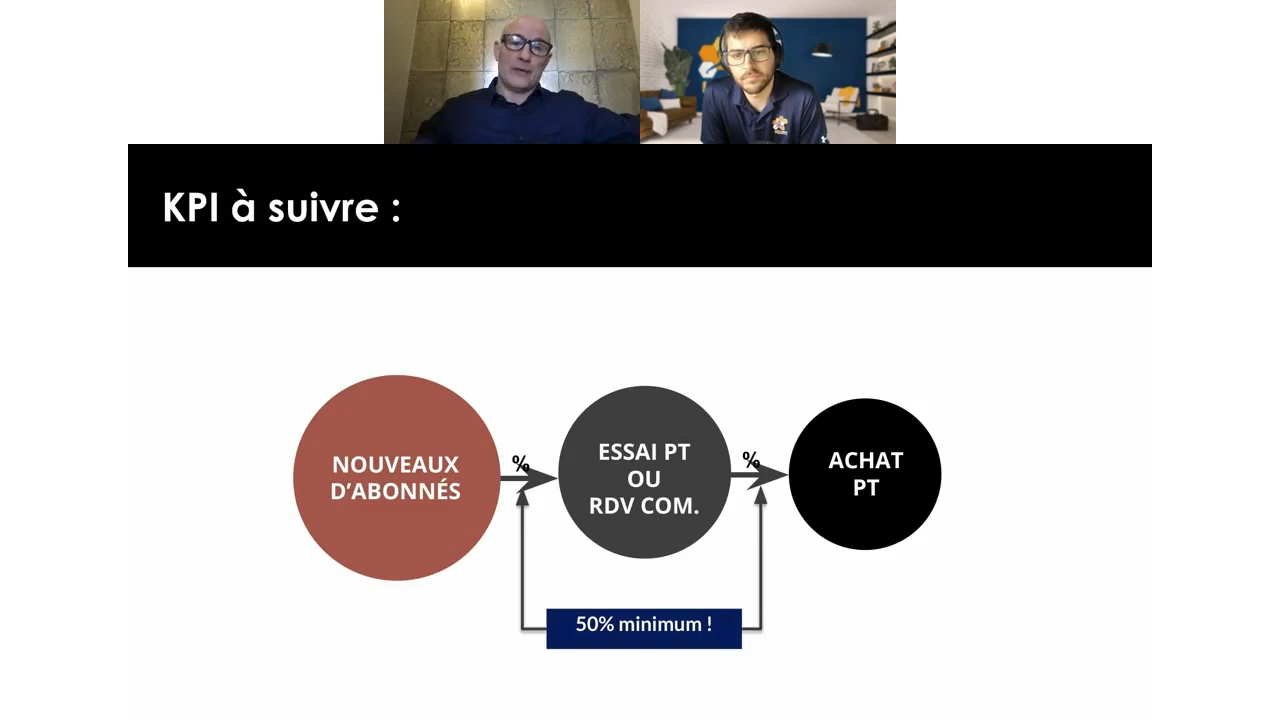 KPI à suivre :
NOUVEAUX
D’ABONNÉS
%
ESSAI PT
OU
RDV COM.
%
ACHAT
PT
50% minimum !